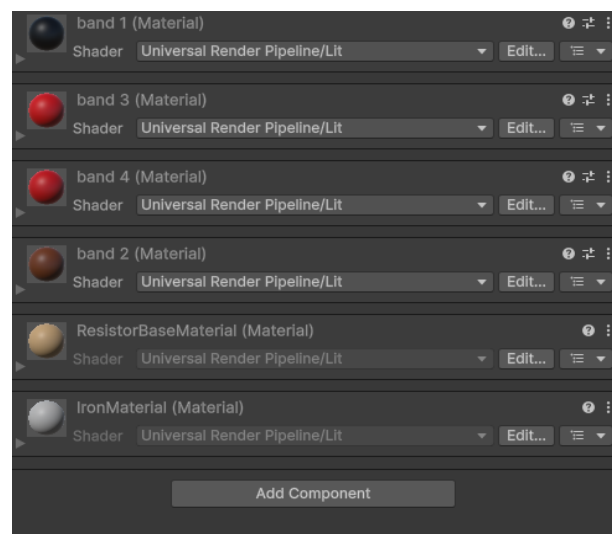 band 1 (Material)
Shader Universal Render Pipeline/Lit Edit...
band 3 (Material)
Shader Universal Render Pipeline/Lit Edit...
band 4 (Material)
Shader Universal Render Pipeline/Lit Edit...
band 2 (Material)
Shader Universal Render Pipeline/Lit Edit...
ResistorBaseMaterial (Material)
Shader Universal Render Pipeline/Lit Edit...
IronMaterial (Material)
Shader Universal Render Pipeline/Lit Edit...
Add Component